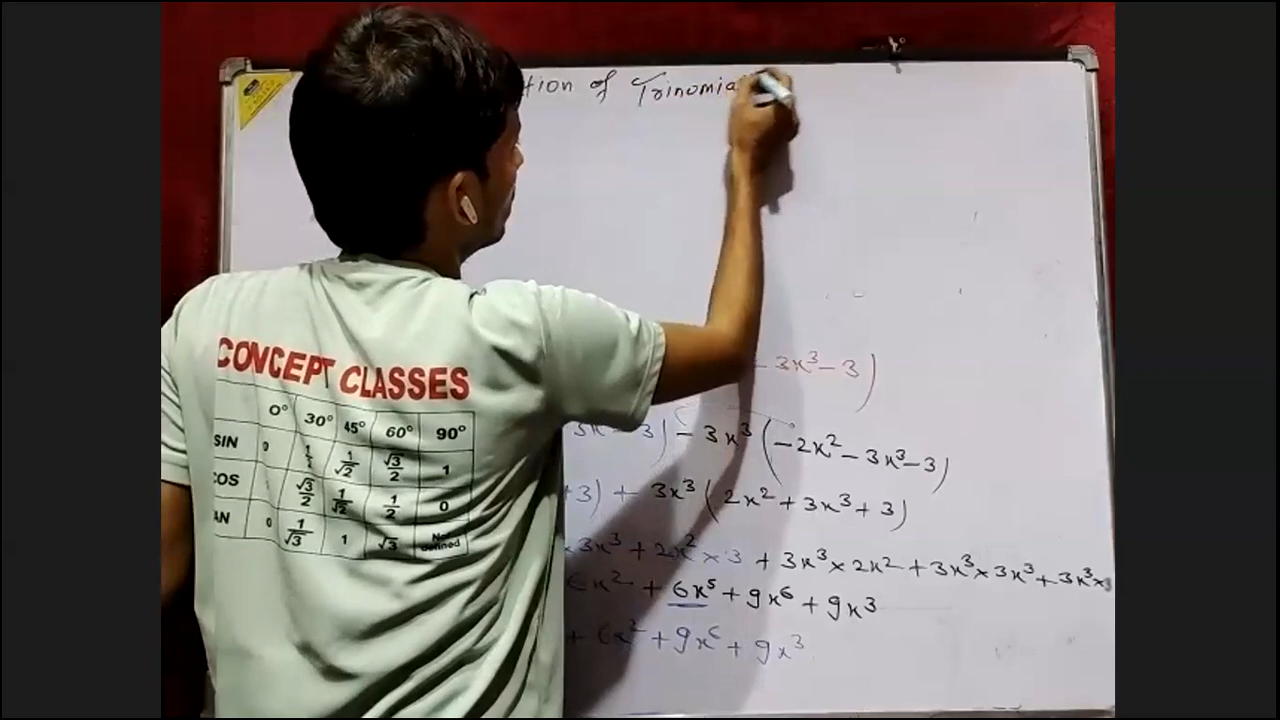 tion of Trinomia
- 3x³ - 3)
3) - 3x³ (-2x² - 3x³ - 3)
+3) + 3x³ (2x² + 3x³ + 3)
×3x³ + 2x² × 3 + 3x³ × 2x² + 3x³ × 3x³ + 3x³ ×
6x² + 6x⁵ + 9x⁶ + 9x³
+ 6x² + 9x⁶ + 9x³
CONCEPT CLASSES
0° 30° 45° 60° 90°
SIN 0 1/2 1/√2 √3/2 1
COS √3/2 1/√2 1/2 0
AN 0 1/√3 1 √3 Not defined